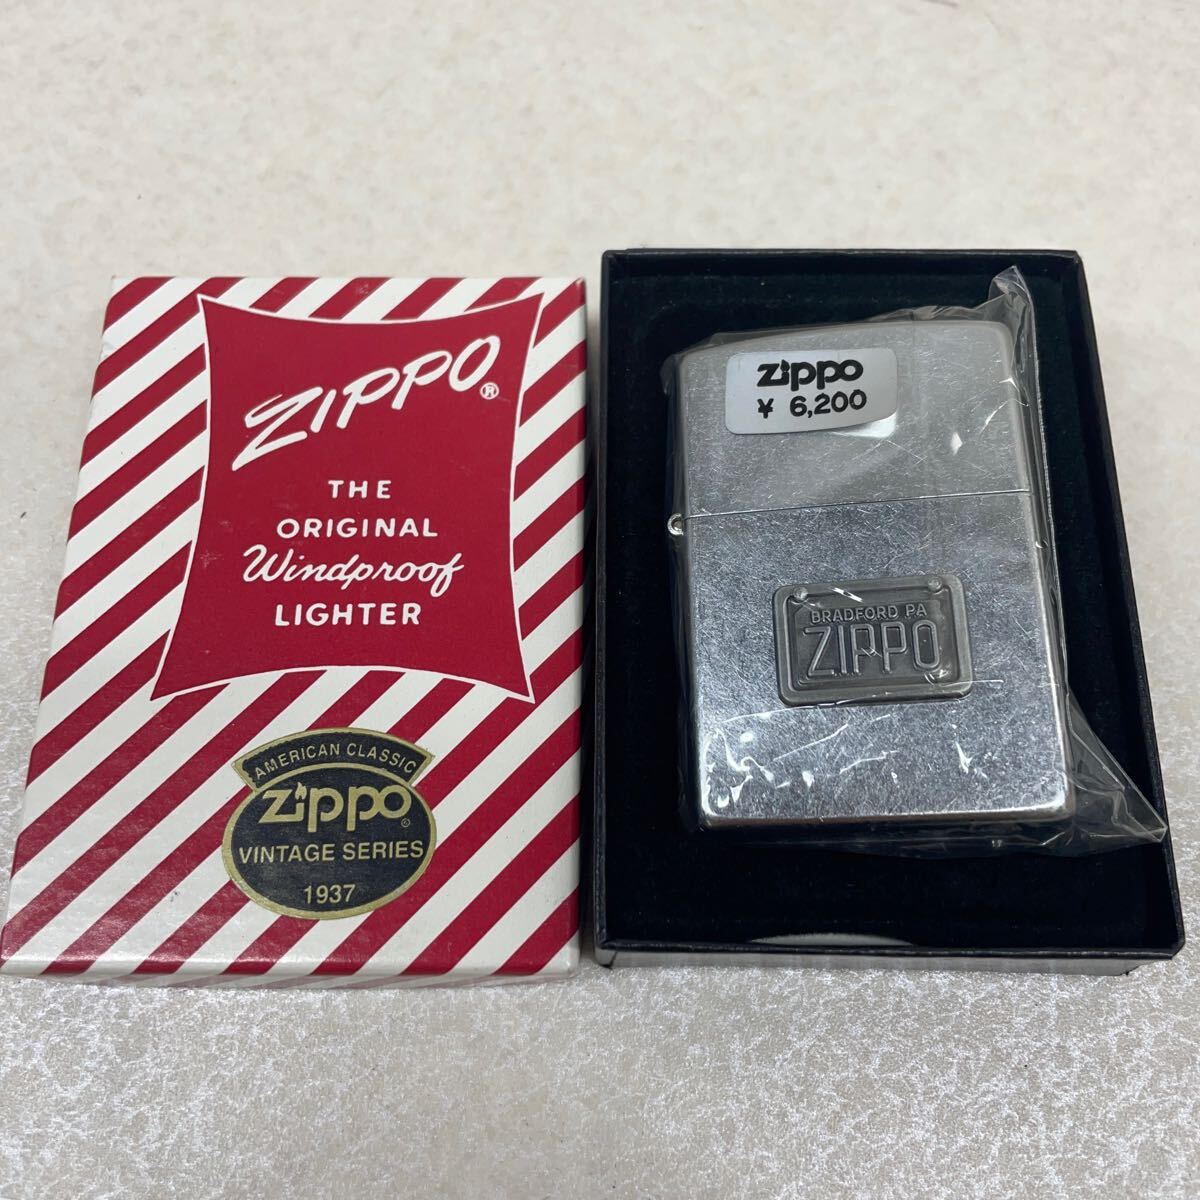 ZIPPO®
THE
ORIGINAL
Windproof
LIGHTER
AMERICAN CLASSIC
Zippo®
VINTAGE SERIES
1937
Zippo
¥ 6,200
BRADFORD PA
ZIPPO